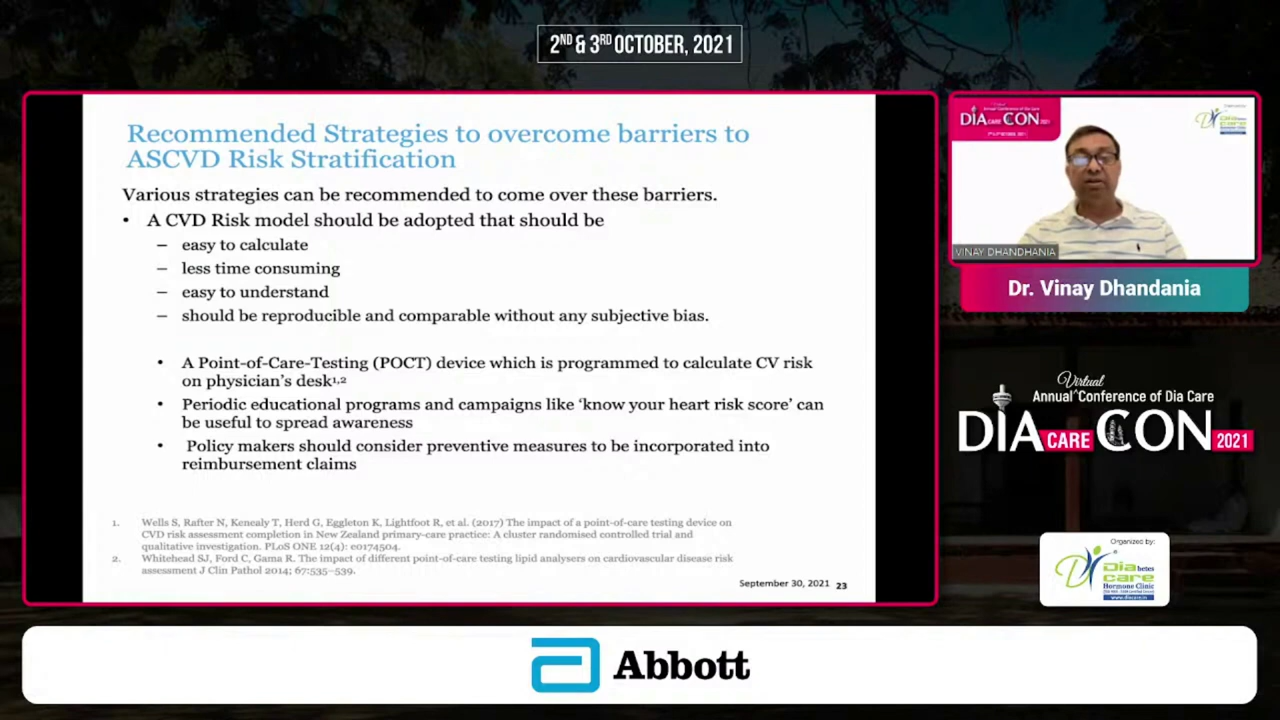 2ND & 3RD OCTOBER, 2021
Recommended Strategies to overcome barriers to
ASCVD Risk Stratification
Various strategies can be recommended to come over these barriers.
• A CVD Risk model should be adopted that should be
– easy to calculate
– less time consuming
– easy to understand
– should be reproducible and comparable without any subjective bias.
• A Point-of-Care-Testing (POCT) device which is programmed to calculate CV risk
on physician's desk1,2
• Periodic educational programs and campaigns like 'know your heart risk score' can
be useful to spread awareness
• Policy makers should consider preventive measures to be incorporated into
reimbursement claims
1. Wells S, Rafter N, Kenealy T, Herd G, Eggleton K, Lightfoot R, et al. (2017) The impact of a point-of-care testing device on
CVD risk assessment completion in New Zealand primary-care practice: A cluster randomised controlled trial and
qualitative investigation. PLoS ONE 12(4): e0174504.
2. Whitehead SJ, Ford C, Gama R. The impact of different point-of-care testing lipid analysers on cardiovascular disease risk
assessment J Clin Pathol 2014; 67:535–539.
September 30, 2021 23
DIA CARE CON 2021
VINAY DHANDHANIA
Dr. Vinay Dhandania
Virtual
Annual Conference of Dia Care
DIA CARE CON 2021
Organized by:
Diabetes
care
Hormone Clinic
www.diacare.in
Abbott